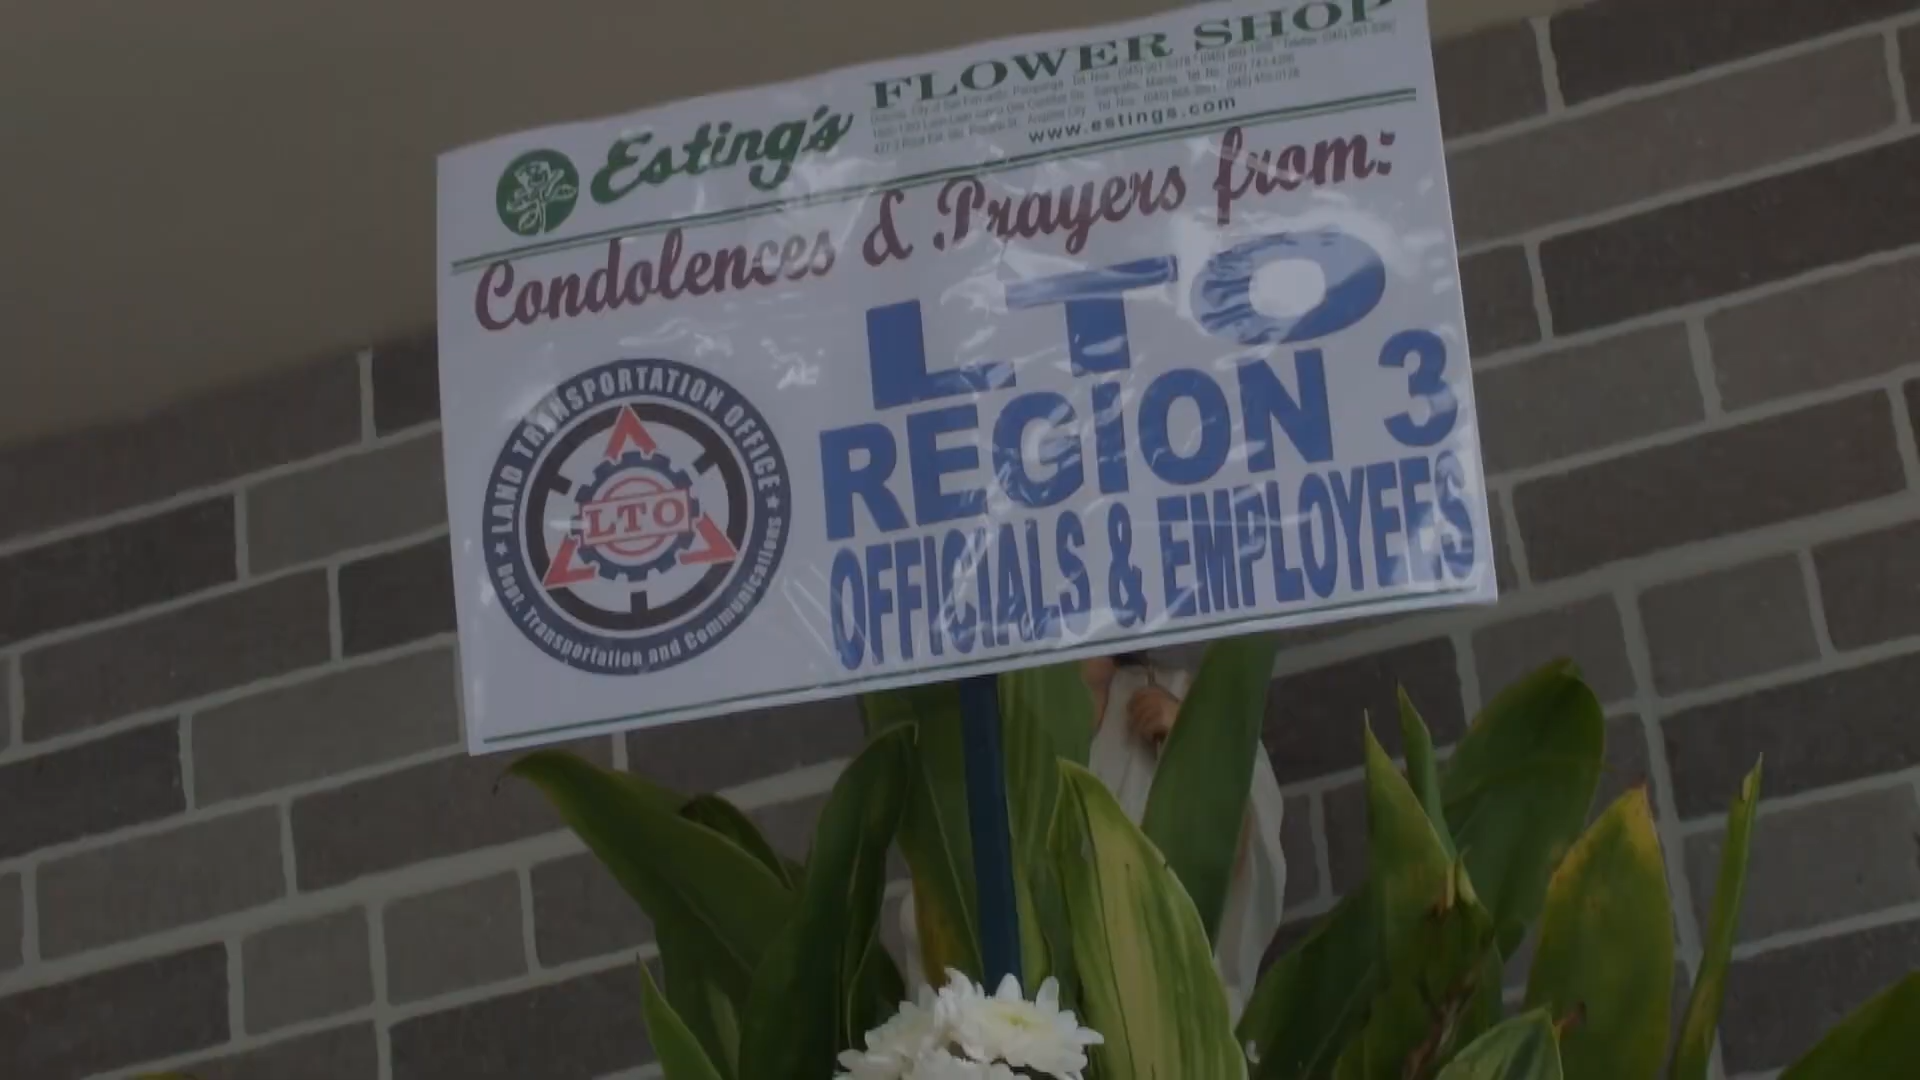 Esting's FLOWER SHOP
www.estings.com
Condolences & Prayers from:
LTO
REGION 3
OFFICIALS & EMPLOYEES
★ LAND TRANSPORTATION OFFICE ★
LTO
Dept. Transportation and Communications